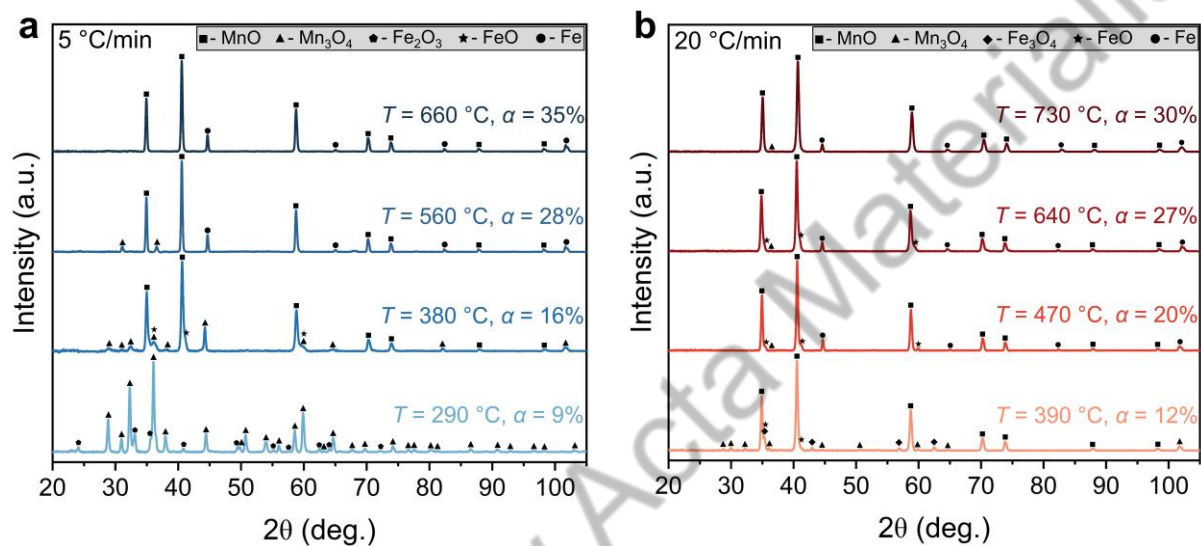 a
5 °C/min
■- MnO ▲- Mn₃O₄ ⬟- Fe₂O₃ ★- FeO ●- Fe
T = 660 °C, α = 35%
T = 560 °C, α = 28%
T = 380 °C, α = 16%
T = 290 °C, α = 9%
Intensity (a.u.)
20 30 40 50 60 70 80 90 100
2θ (deg.)
b
20 °C/min
■- MnO ▲- Mn₃O₄ ◆- Fe₃O₄ ★- FeO ●- Fe
T = 730 °C, α = 30%
T = 640 °C, α = 27%
T = 470 °C, α = 20%
T = 390 °C, α = 12%
Intensity (a.u.)
20 30 40 50 60 70 80 90 100
2θ (deg.)
Acta Materiali